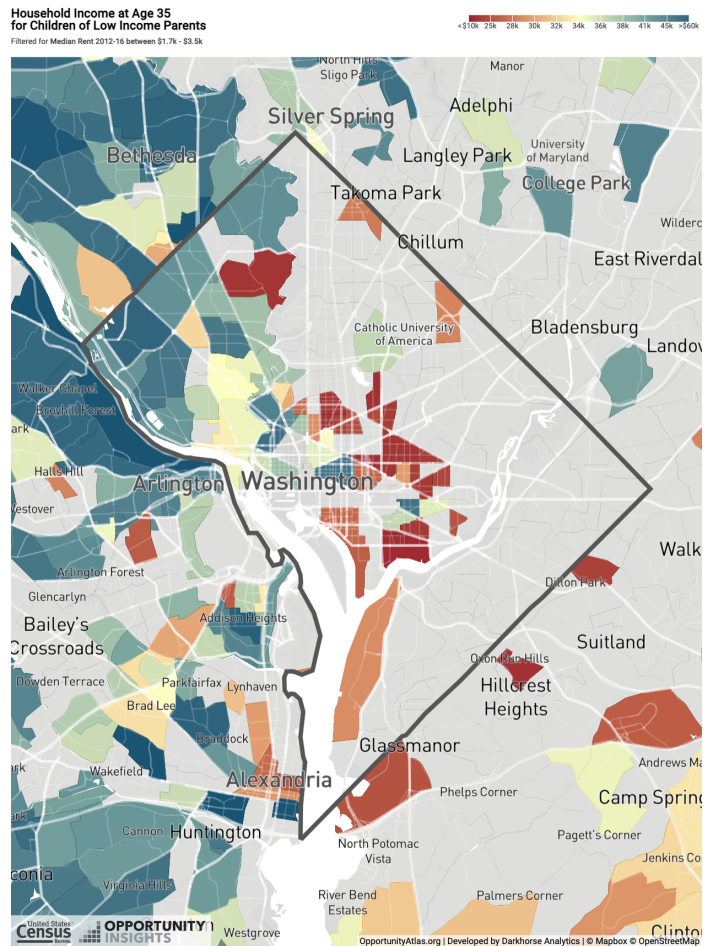 Household Income at Age 35
for Children of Low Income Parents
Filtered for Median Rent 2012-16 between $1.7k - $3.5k
<$10k 25k 28k 30k 32k 34k 36k 38k 41k 45k >$60k
North Hills
Sligo Park
Manor
Adelphi
Silver Spring
University
of Maryland
Bethesda
Langley Park
College Park
Takoma Park
Wilderc
Chillum
East Riverdal
Catholic University
of America
Bladensburg
Landov
Walker Chapel
Broyhill Forest
ark
Halls Hill
Arlington
Washington
Vestover
Walk
Arlington Forest
Dillon Park
Glencarlyn
Addison Heights
Bailey's
Crossroads
Suitland
Oxon Run Hills
Dowden Terrace
Parkfairfax
Lynhaven
Hillcrest
Heights
Brad Lee
Braddock
Glassmanor
Andrews Ma
ark
Wakefield
Alexandria
Phelps Corner
Camp Spring
ark
Cannon
Huntington
Pagett's Corner
North Potomac
Vista
Jenkins Co
conia
Virginia Hills
River Bend
Estates
Palmers Corner
United States
Census
Bureau
OPPORTUNITY
INSIGHTS
n
Westgrove
Clinto
OpportunityAtlas.org | Developed by Darkhorse Analytics | © Mapbox © OpenStreetMap